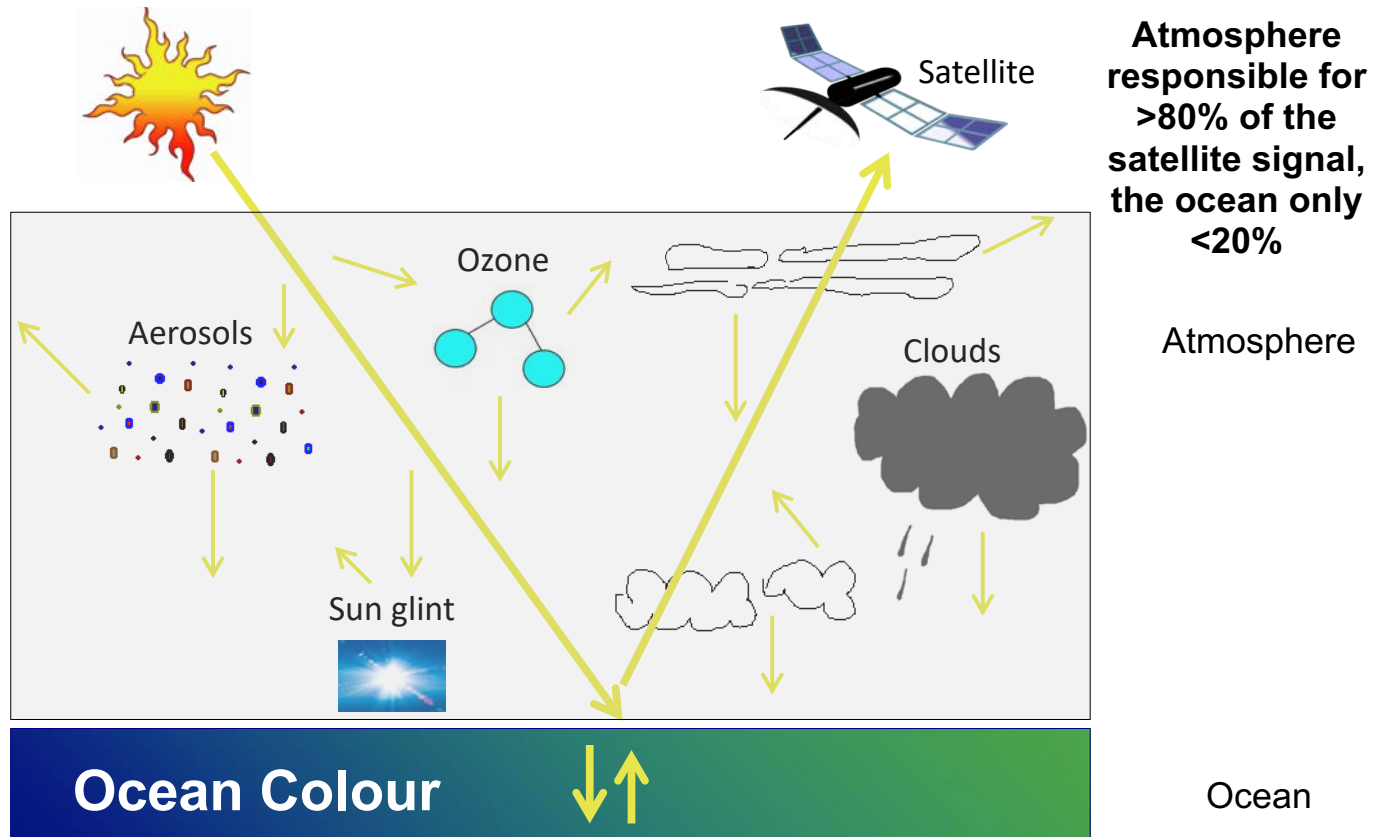 Satellite
Atmosphere
responsible for
>80% of the
satellite signal,
the ocean only
<20%
Ozone
Aerosols
Clouds
Atmosphere
Sun glint
Ocean Colour
Ocean